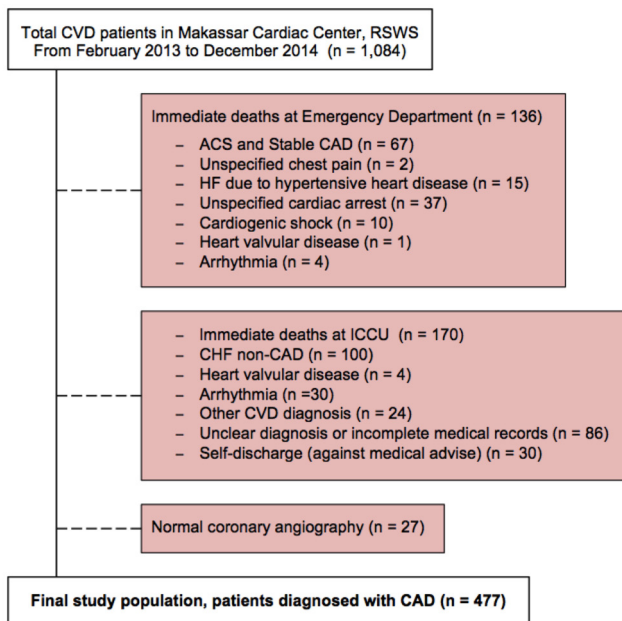 Total CVD patients in Makassar Cardiac Center, RSWS
From February 2013 to December 2014 (n = 1,084)
Immediate deaths at Emergency Department (n = 136)
– ACS and Stable CAD (n = 67)
– Unspecified chest pain (n = 2)
– HF due to hypertensive heart disease (n = 15)
– Unspecified cardiac arrest (n = 37)
– Cardiogenic shock (n = 10)
– Heart valvular disease (n = 1)
– Arrhythmia (n = 4)
– Immediate deaths at ICCU (n = 170)
– CHF non-CAD (n = 100)
– Heart valvular disease (n = 4)
– Arrhythmia (n =30)
– Other CVD diagnosis (n = 24)
– Unclear diagnosis or incomplete medical records (n = 86)
– Self-discharge (against medical advise) (n = 30)
Normal coronary angiography (n = 27)
Final study population, patients diagnosed with CAD (n = 477)